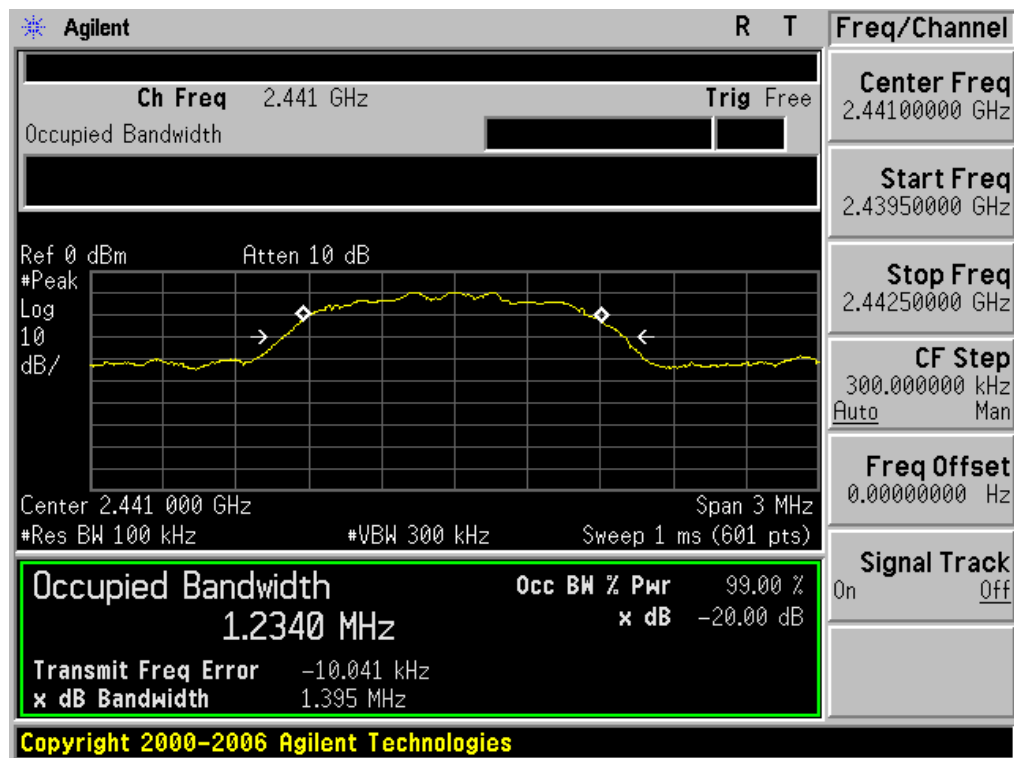 Agilent R T
Freq/Channel
Ch Freq 2.441 GHz Trig Free
Occupied Bandwidth
Center Freq
2.44100000 GHz
Start Freq
2.43950000 GHz
Stop Freq
2.44250000 GHz
CF Step
300.000000 kHz
Auto Man
Freq Offset
0.00000000 Hz
Signal Track
On Off
Ref 0 dBm Atten 10 dB
#Peak
Log
10
dB/
Center 2.441 000 GHz Span 3 MHz
#Res BW 100 kHz #VBW 300 kHz Sweep 1 ms (601 pts)
Occupied Bandwidth
1.2340 MHz
Occ BW % Pwr 99.00 %
x dB -20.00 dB
Transmit Freq Error -10.041 kHz
x dB Bandwidth 1.395 MHz
Copyright 2000-2006 Agilent Technologies